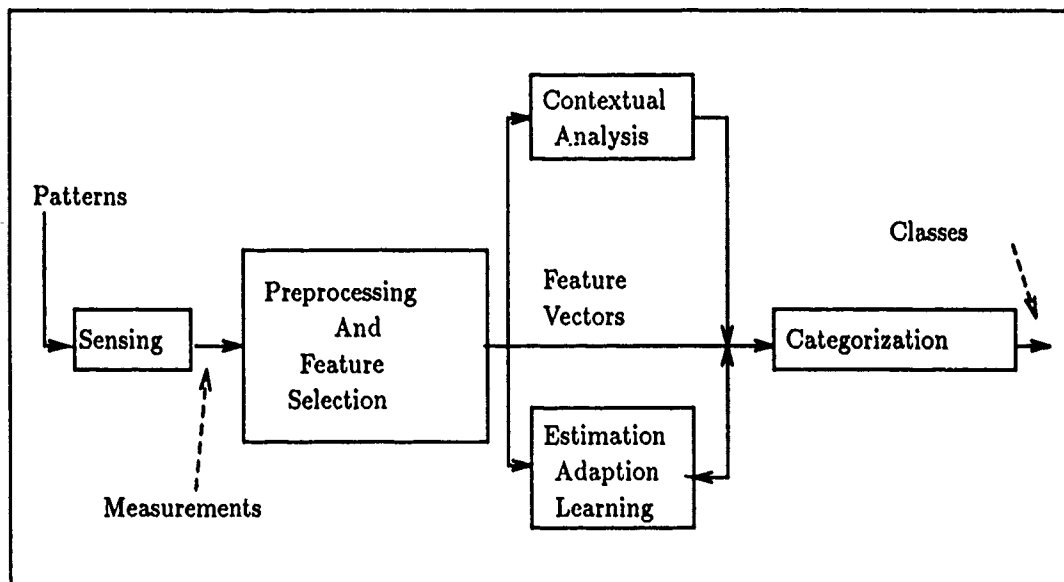 Patterns
Sensing
Measurements
Preprocessing
And
Feature
Selection
Contextual
Analysis
Feature
Vectors
Estimation
Adaption
Learning
Categorization
Classes